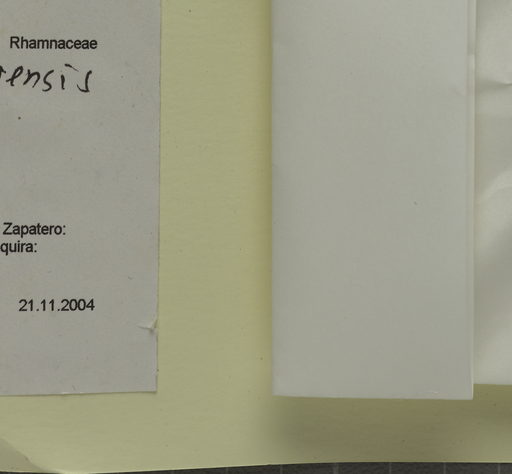 Rhamnaceae
ensis
Zapatero:
quira:
21.11.2004